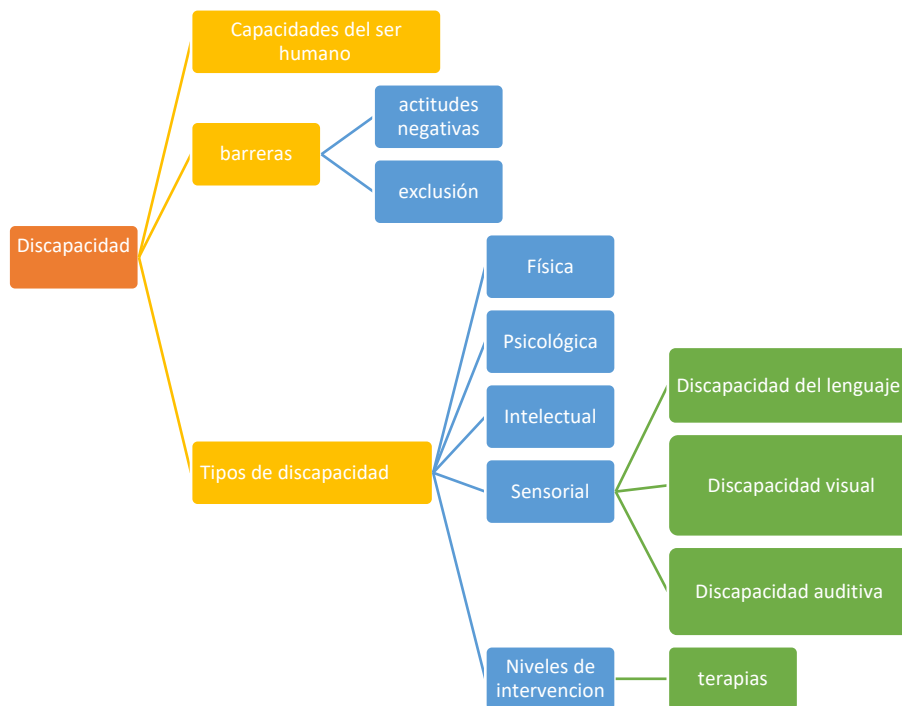 Capacidades del ser
humano
actitudes
negativas
barreras
exclusión
Discapacidad
Física
Psicológica
Discapacidad del lenguaje
Intelectual
Tipos de discapacidad
Sensorial
Discapacidad visual
Discapacidad auditiva
Niveles de
intervencion
terapias